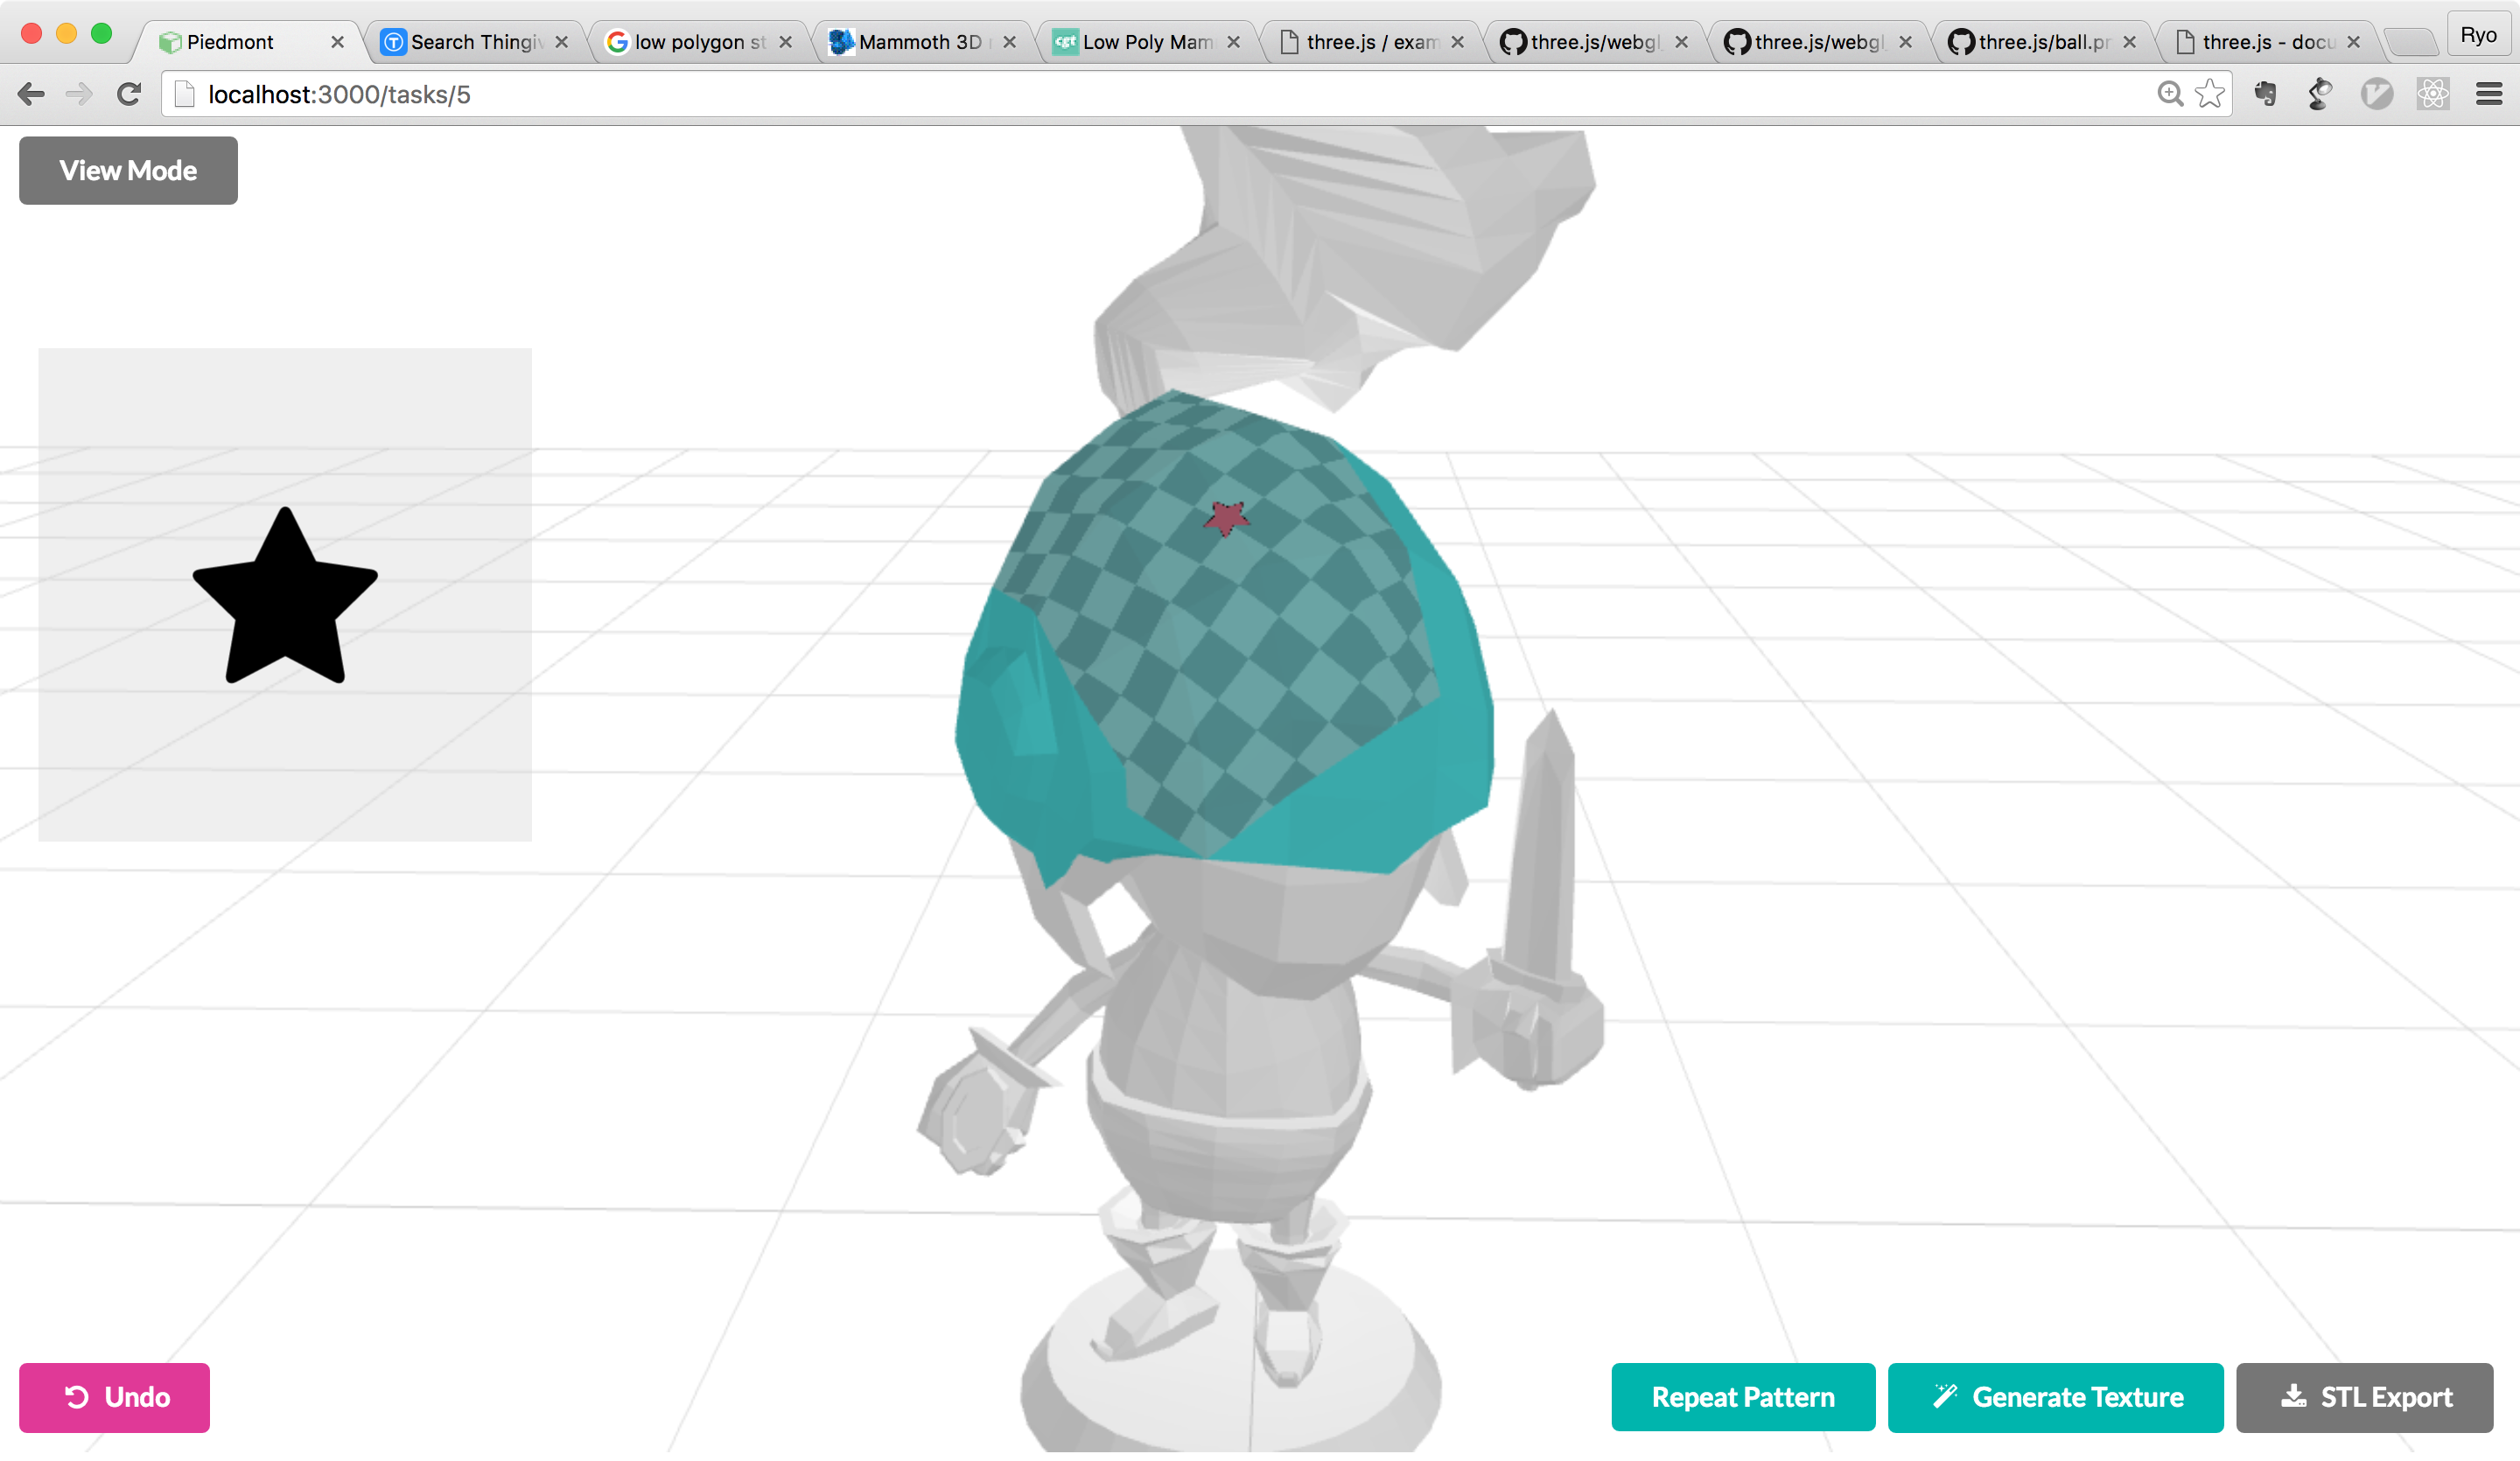 Piedmont
Search Thingiv
low polygon st
Mammoth 3D
Low Poly Mam
three.js / exam
three.js/webgl
three.js/webgl
three.js/ball.pr
three.js - docu
Ryo
localhost:3000/tasks/5
View Mode
Undo
Repeat Pattern
Generate Texture
STL Export